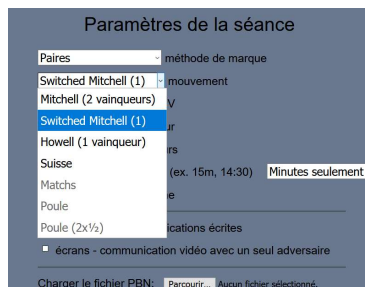 Paramètres de la séance
Paires méthode de marque
Switched Mitchell (1) mouvement
Mitchell (2 vainqueurs) V
Switched Mitchell (1) ur
Howell (1 vainqueur) rs
Suisse (ex. 15m, 14:30) Minutes seulement
Matchs e
Poule
Poule (2x½) ications écrites
écrans - communication vidéo avec un seul adversaire
Charger le fichier PBN: Parcourir... Aucun fichier sélectionné.